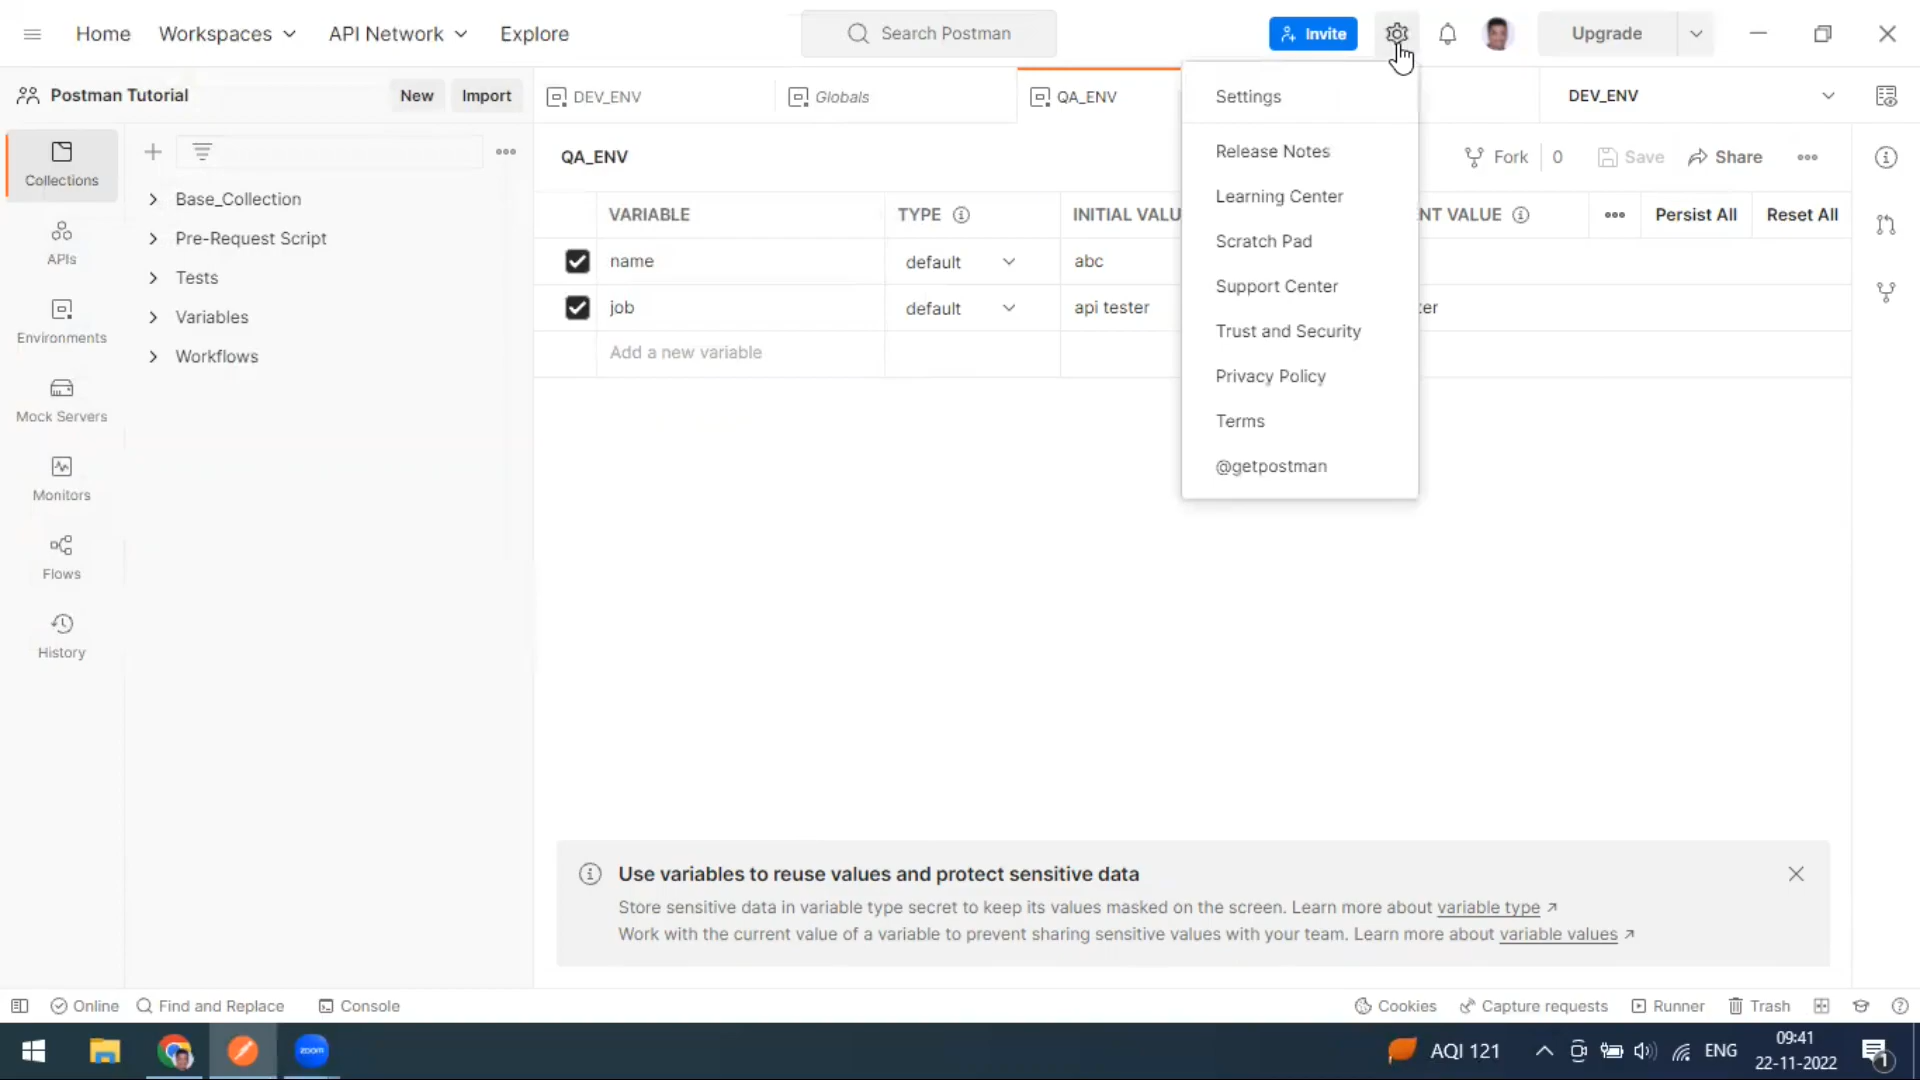 Home Workspaces API Network Explore Search Postman Invite Upgrade
Postman Tutorial New Import DEV_ENV Globals QA_ENV DEV_ENV
Settings
Release Notes
Learning Center
Scratch Pad
Support Center
Trust and Security
Privacy Policy
Terms
@getpostman
Collections
APIs
Environments
Mock Servers
Monitors
Flows
History
Base_Collection
Pre-Request Script
Tests
Variables
Workflows
QA_ENV Fork 0 Save Share
VARIABLE TYPE INITIAL VALU NT VALUE Persist All Reset All
name default abc
job default api tester ter
Add a new variable
Use variables to reuse values and protect sensitive data
Store sensitive data in variable type secret to keep its values masked on the screen. Learn more about variable type
Work with the current value of a variable to prevent sharing sensitive values with your team. Learn more about variable values
Online Find and Replace Console Cookies Capture requests Runner Trash
zoom AQI 121 ENG 09:41
22-11-2022 1